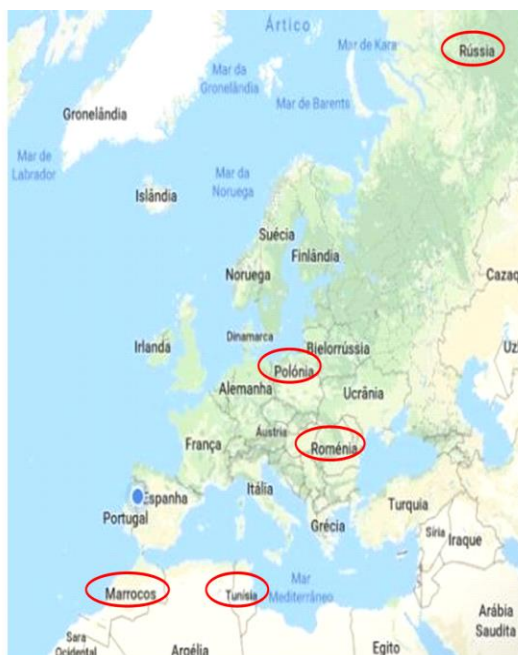 Ártico
Rússia
Mar de Kara
Mar da
Gronelândia
Mar de Barents
Gronelândia
Mar de
Labrador
Mar da
Noruega
Islândia
Suécia
Finlândia
Noruega
Cazaq
Dinamarca
Irlanda
Bielorrússia
Uzl
Polónia
Alemanha
Ucrânia
Áustria
França
Roménia
Itália
Espanha
Portugal
Turquia
Grécia
Síria
Iraque
Mar
Mediterrâneo
Marrocos
Tunísia
Arábia
Saudita
Sara
Ocidental
Argélia
Egito